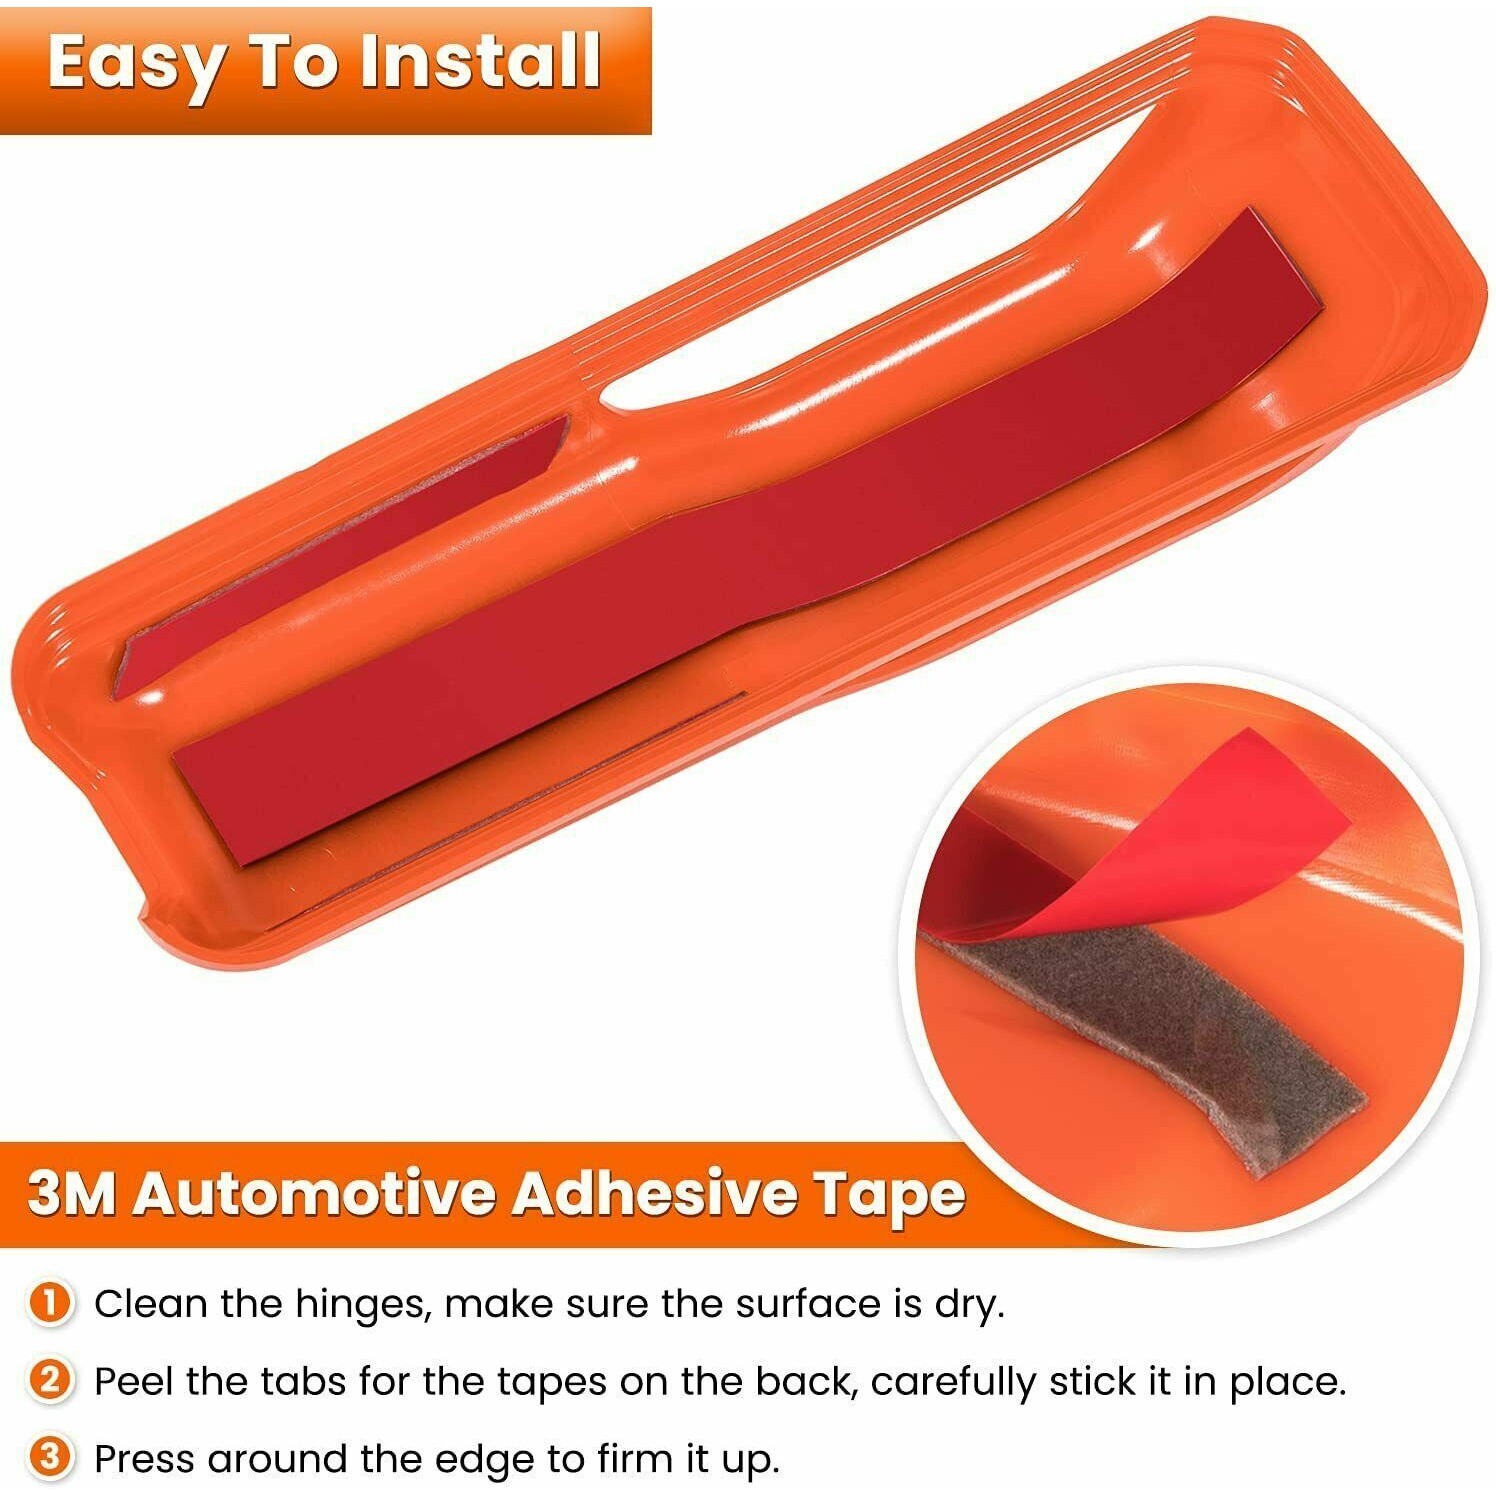 Easy To Install
3M Automotive Adhesive Tape
1 Clean the hinges, make sure the surface is dry.
2 Peel the tabs for the tapes on the back, carefully stick it in place.
3 Press around the edge to firm it up.